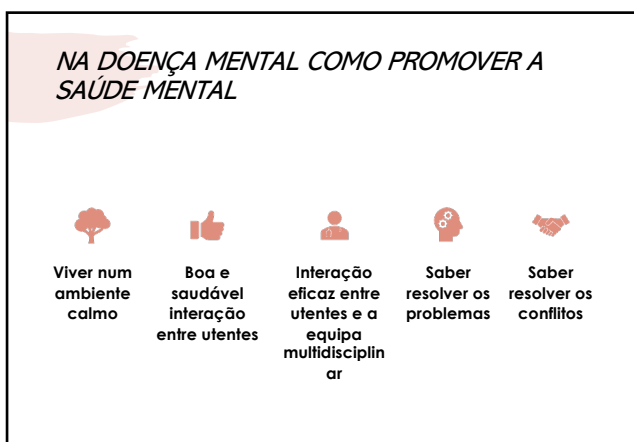 NA DOENÇA MENTAL COMO PROMOVER A
SAÚDE MENTAL
Viver num
ambiente
calmo
Boa e
saudável
interação
entre utentes
Interação
eficaz entre
utentes e a
equipa
multidisciplin
ar
Saber
resolver os
problemas
Saber
resolver os
conflitos